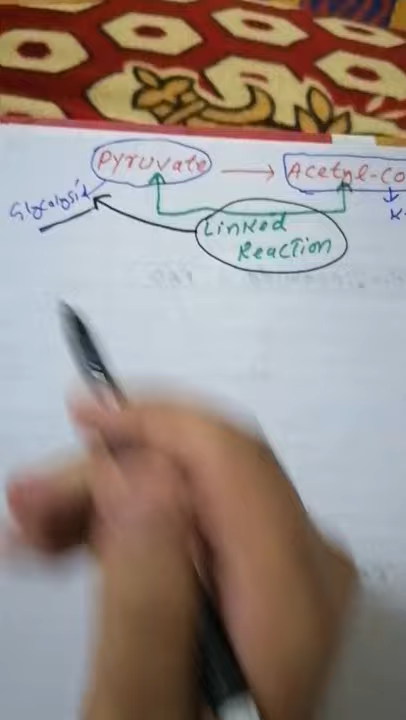 Pyruvate → Acetyl-Co
Glycolysis
Linked
Reaction
K